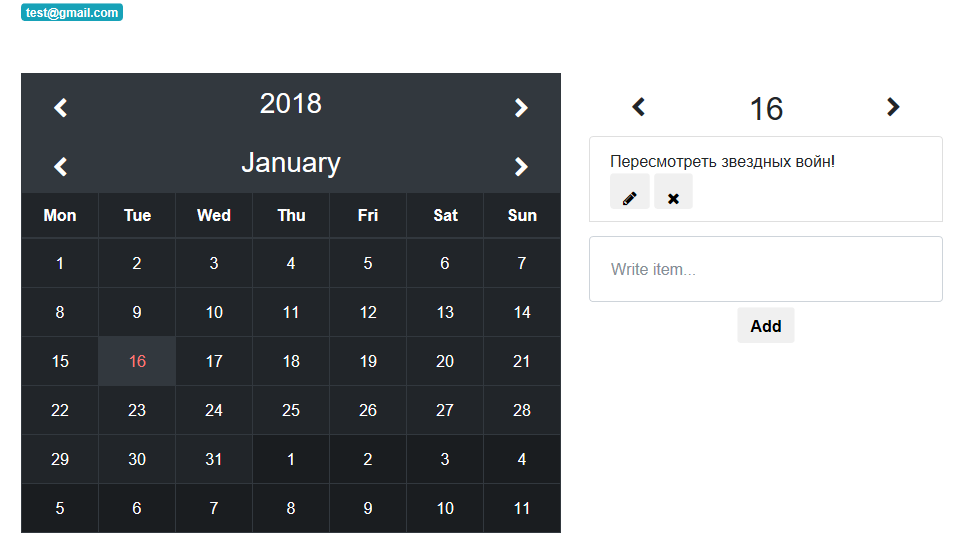 test@gmail.com
2018
January
Mon Tue Wed Thu Fri Sat Sun
1 2 3 4 5 6 7
8 9 10 11 12 13 14
15 16 17 18 19 20 21
22 23 24 25 26 27 28
29 30 31 1 2 3 4
5 6 7 8 9 10 11
16
Пересмотреть звездных войн!
Write item...
Add